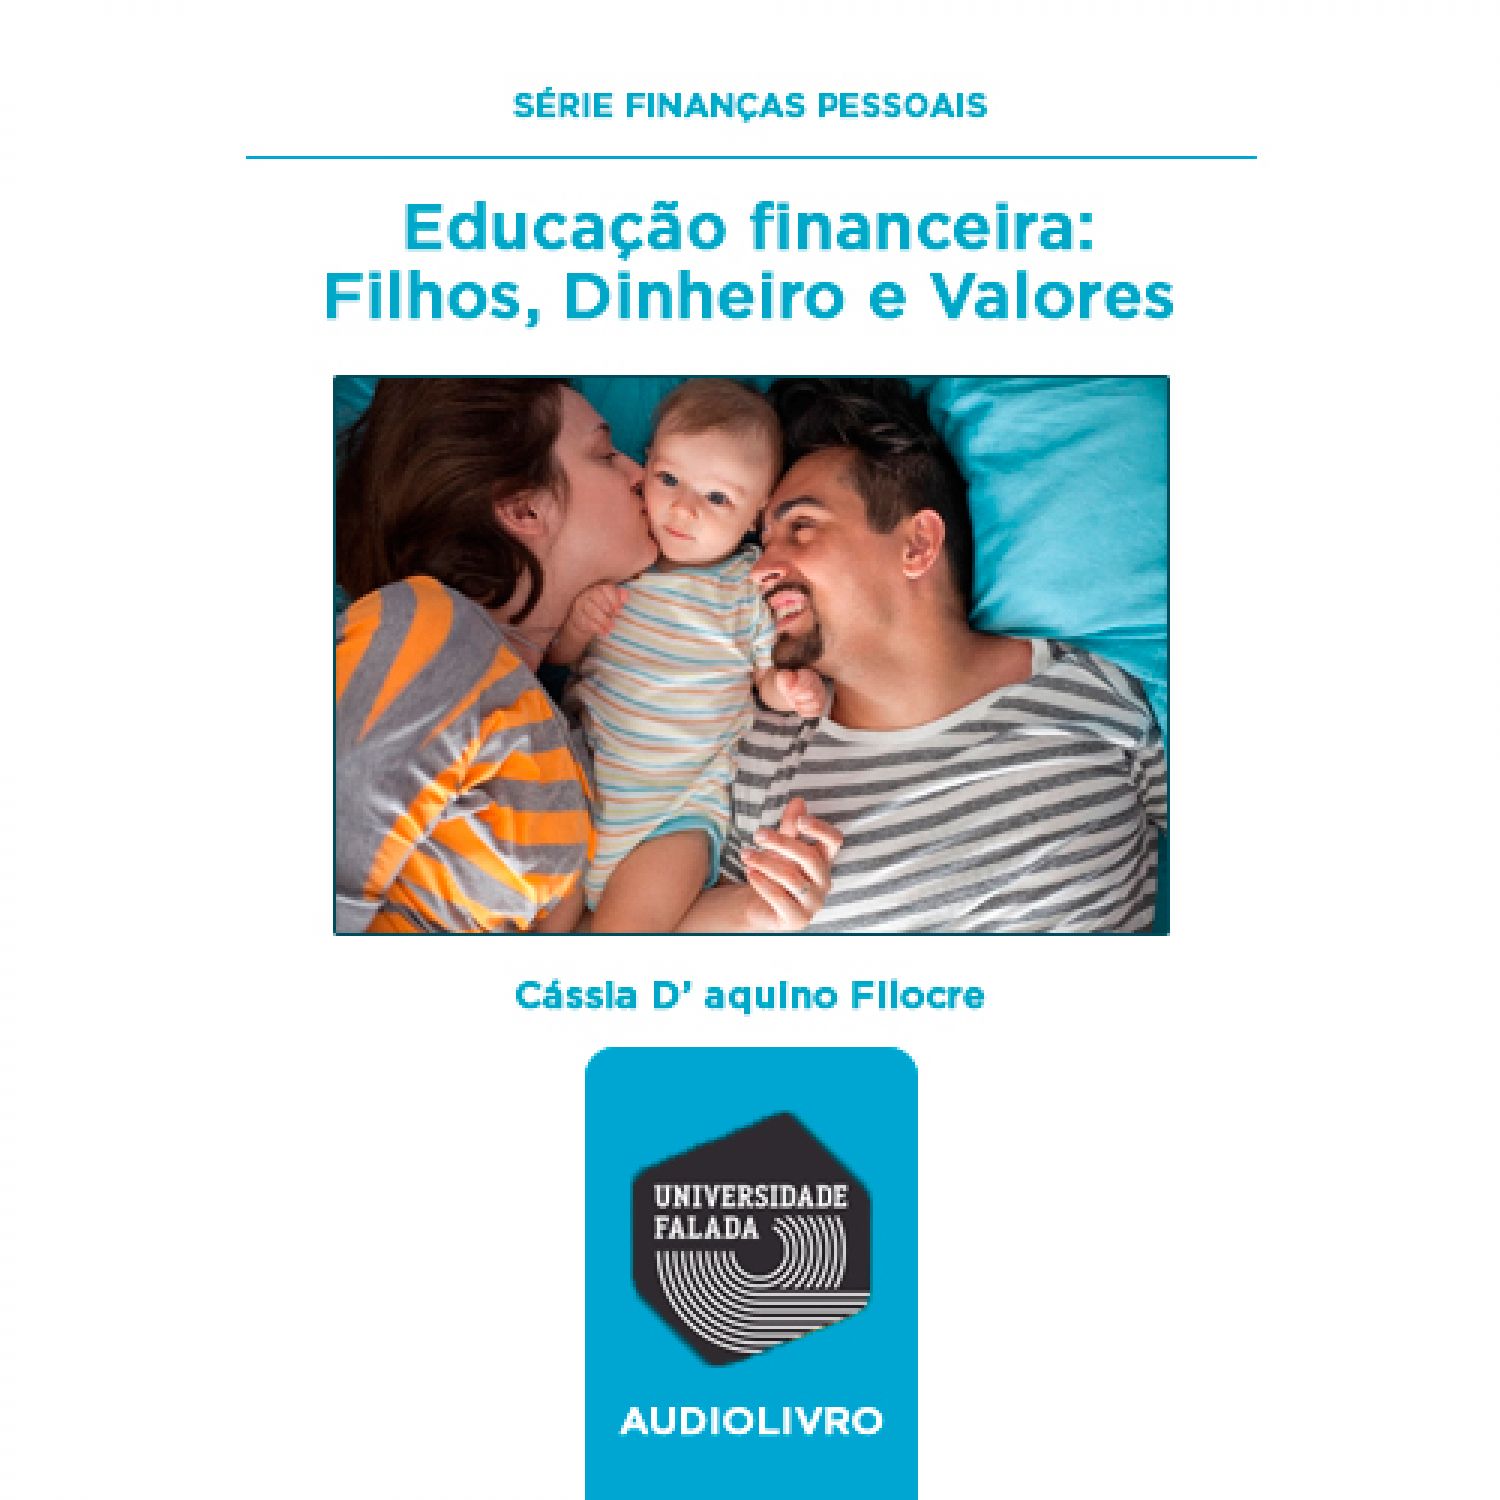 SÉRIE FINANÇAS PESSOAIS
Educação financeira:
Filhos, Dinheiro e Valores
Cássia D' aquino Filocre
UNIVERSIDADE
FALADA
AUDIOLIVRO